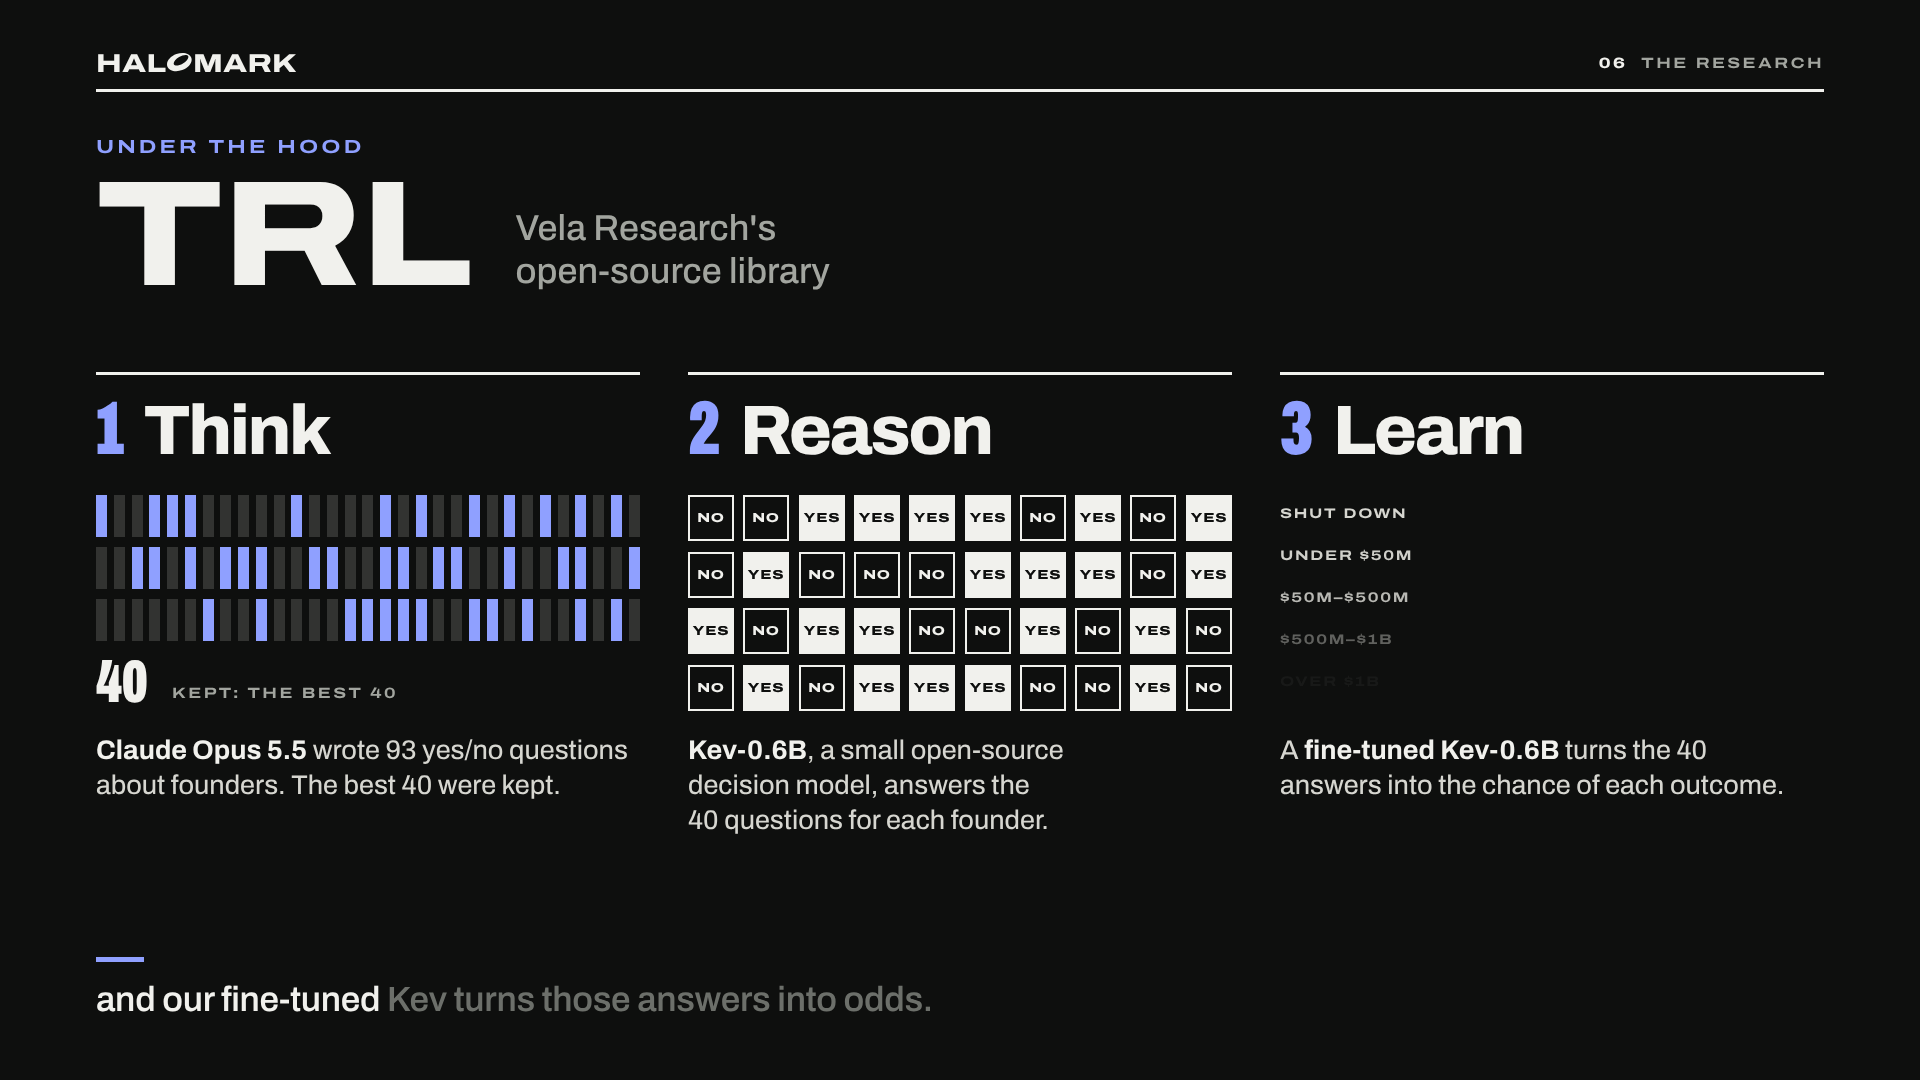 HALOMARK
06 THE RESEARCH
UNDER THE HOOD
TRL
Vela Research's
open-source library
1 Think
40 KEPT: THE BEST 40
Claude Opus 5.5 wrote 93 yes/no questions
about founders. The best 40 were kept.
2 Reason
NO NO YES YES YES YES NO YES NO YES
NO YES NO NO NO YES YES YES NO YES
YES NO YES YES NO NO YES NO YES NO
NO YES NO YES YES YES NO NO YES NO
Kev-0.6B, a small open-source
decision model, answers the
40 questions for each founder.
3 Learn
SHUT DOWN
UNDER $50M
$50M–$500M
$500M–$1B
OVER $1B
A fine-tuned Kev-0.6B turns the 40
answers into the chance of each outcome.
and our fine-tuned Kev turns those answers into odds.